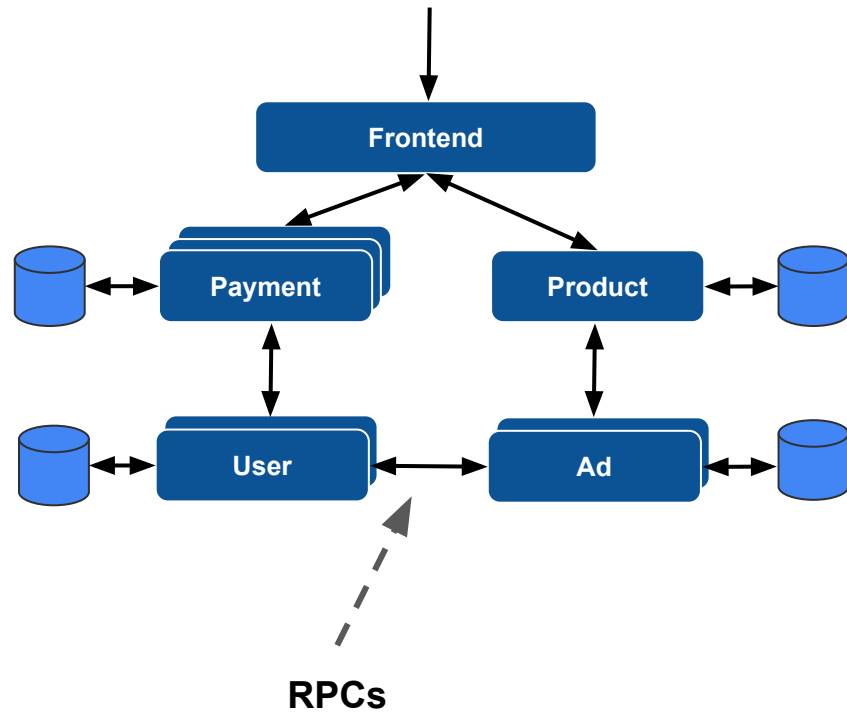 Frontend
Payment
Product
User
Ad
RPCs